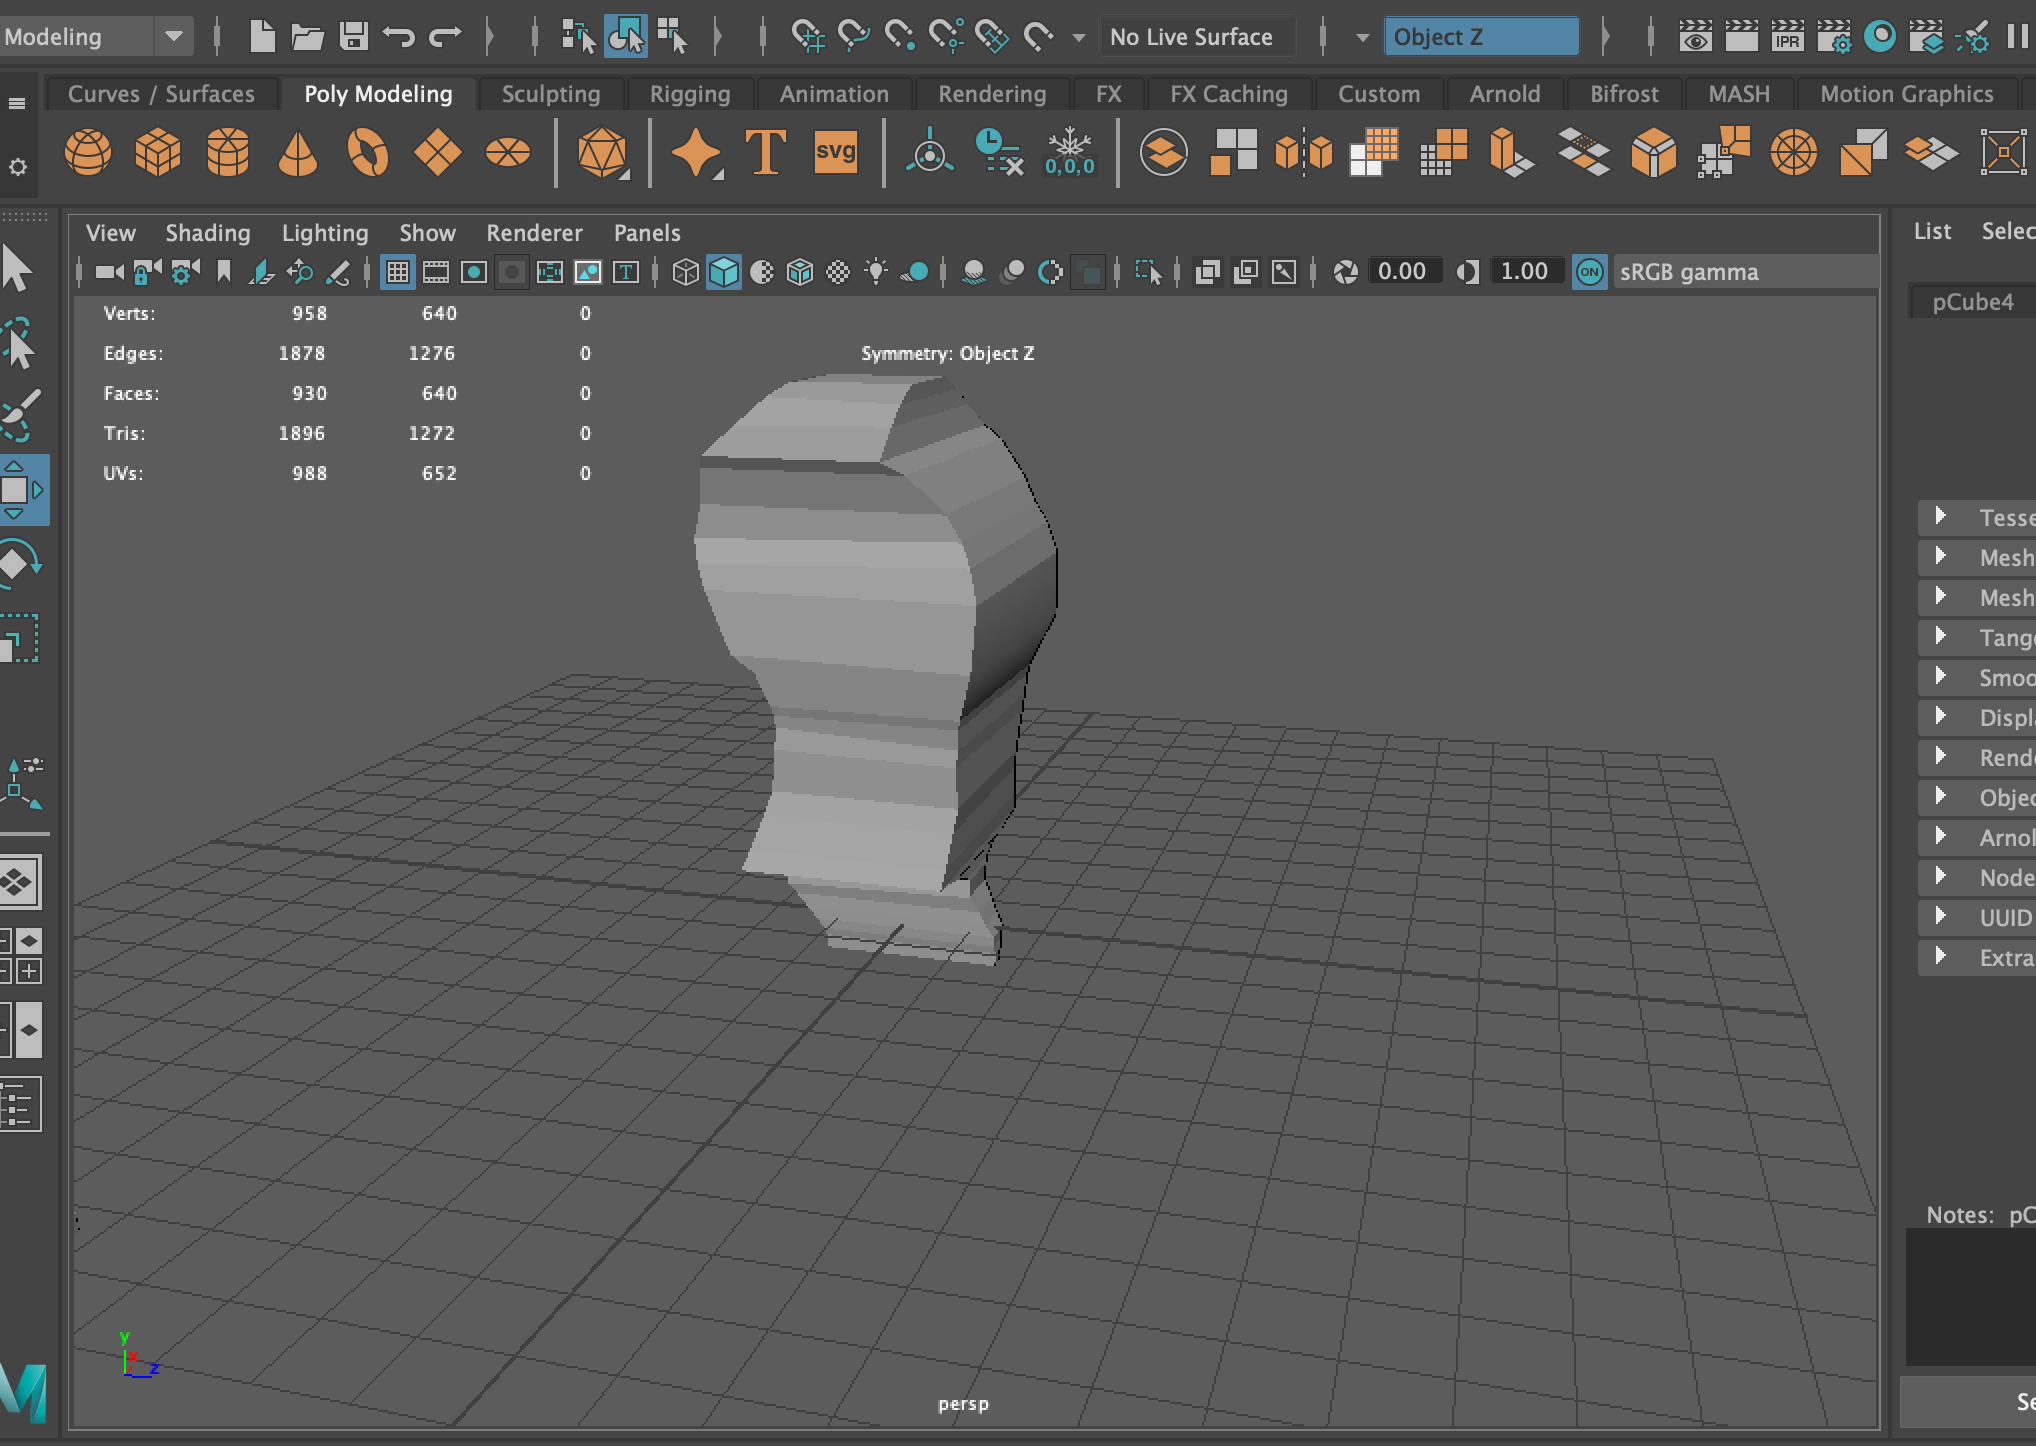 Modeling
No Live Surface
Object Z
IPR
Curves / Surfaces
Poly Modeling
Sculpting
Rigging
Animation
Rendering
FX
FX Caching
Custom
Arnold
Bifrost
MASH
Motion Graphics
T
svg
0,0,0
View
Shading
Lighting
Show
Renderer
Panels
List
Selec
T
0.00
1.00
ON
sRGB gamma
pCube4
Verts: 958 640 0
Edges: 1878 1276 0
Symmetry: Object Z
Faces: 930 640 0
Tris: 1896 1272 0
UVs: 988 652 0
Tesse
Mesh
Mesh
Tang
Smoo
Displ
Rende
Objec
Arnol
Node
UUID
Extra
Notes: pC
y
x
z
persp
Se
M